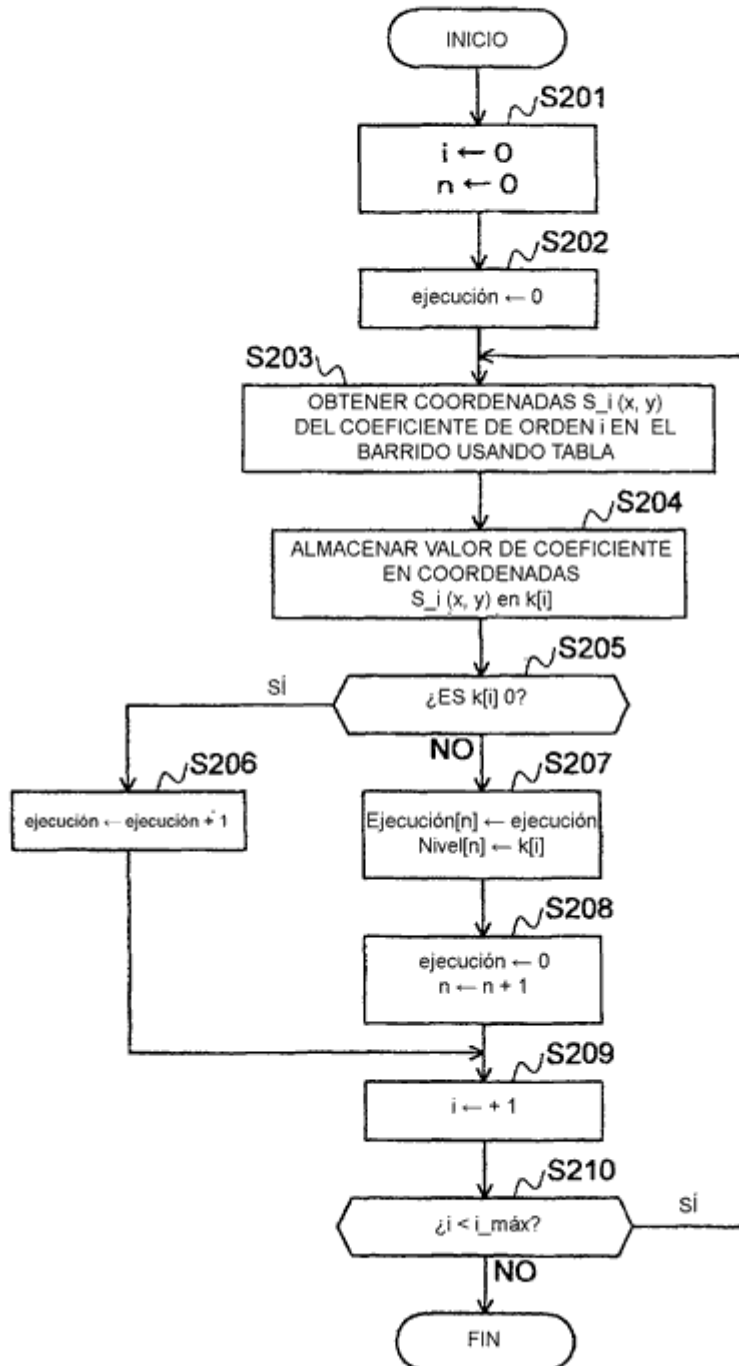 INICIO
S201
i ← 0
n ← 0
S202
ejecución ← 0
S203
OBTENER COORDENADAS S_i (x, y)
DEL COEFICIENTE DE ORDEN i EN EL
BARRIDO USANDO TABLA
S204
ALMACENAR VALOR DE COEFICIENTE
EN COORDENADAS
S_i (x, y) en k[i]
S205
SÍ
¿ES k[i] 0?
NO
S206
ejecución ← ejecución + 1
S207
Ejecución[n] ← ejecución
Nivel[n] ← k[i]
S208
ejecución ← 0
n ← n + 1
S209
i ← + 1
S210
¿i < i_máx?
SÍ
NO
FIN